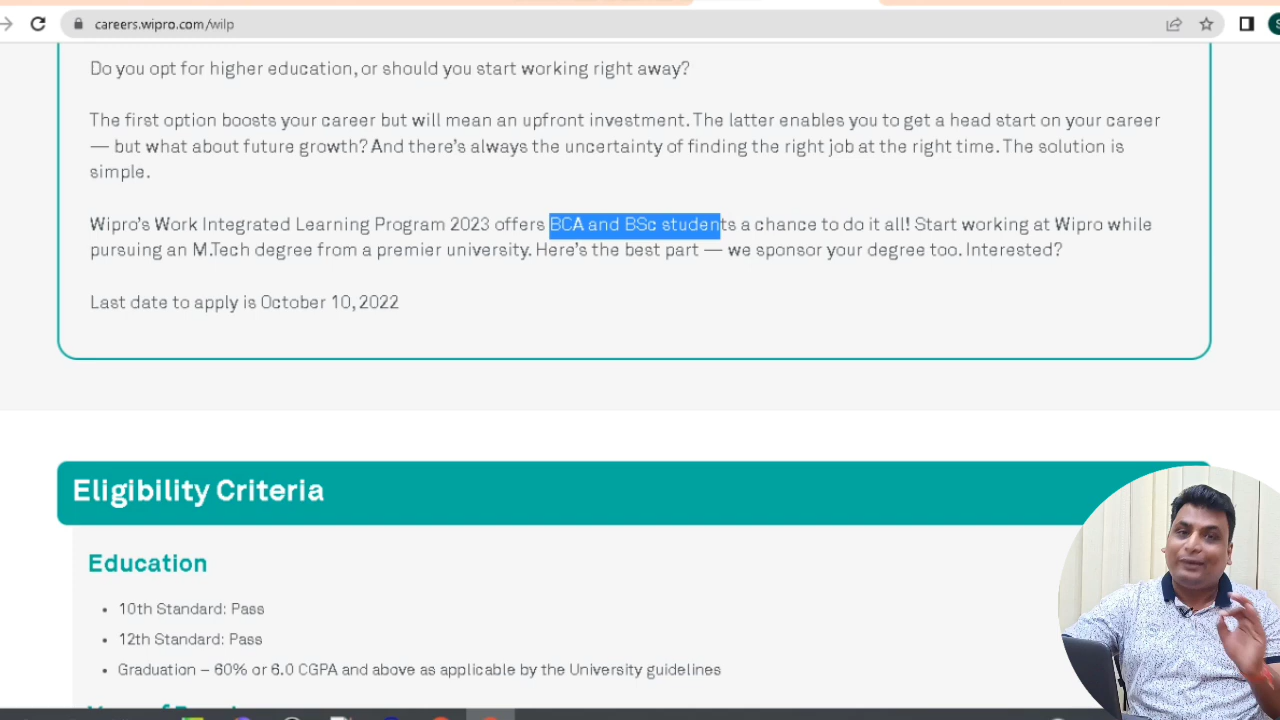 careers.wipro.com/wilp
Do you opt for higher education, or should you start working right away?
The first option boosts your career but will mean an upfront investment. The latter enables you to get a head start on your career
— but what about future growth? And there's always the uncertainty of finding the right job at the right time. The solution is
simple.
Wipro's Work Integrated Learning Program 2023 offers BCA and BSc students a chance to do it all! Start working at Wipro while
pursuing an M.Tech degree from a premier university. Here's the best part — we sponsor your degree too. Interested?
Last date to apply is October 10, 2022
Eligibility Criteria
Education
• 10th Standard: Pass
• 12th Standard: Pass
• Graduation – 60% or 6.0 CGPA and above as applicable by the University guidelines